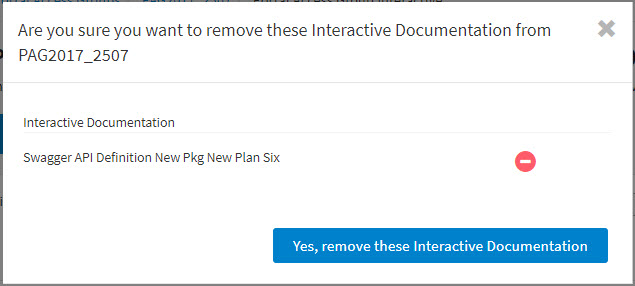 Are you sure you want to remove these Interactive Documentation from
PAG2017_2507
Interactive Documentation
Swagger API Definition New Pkg New Plan Six
Yes, remove these Interactive Documentation